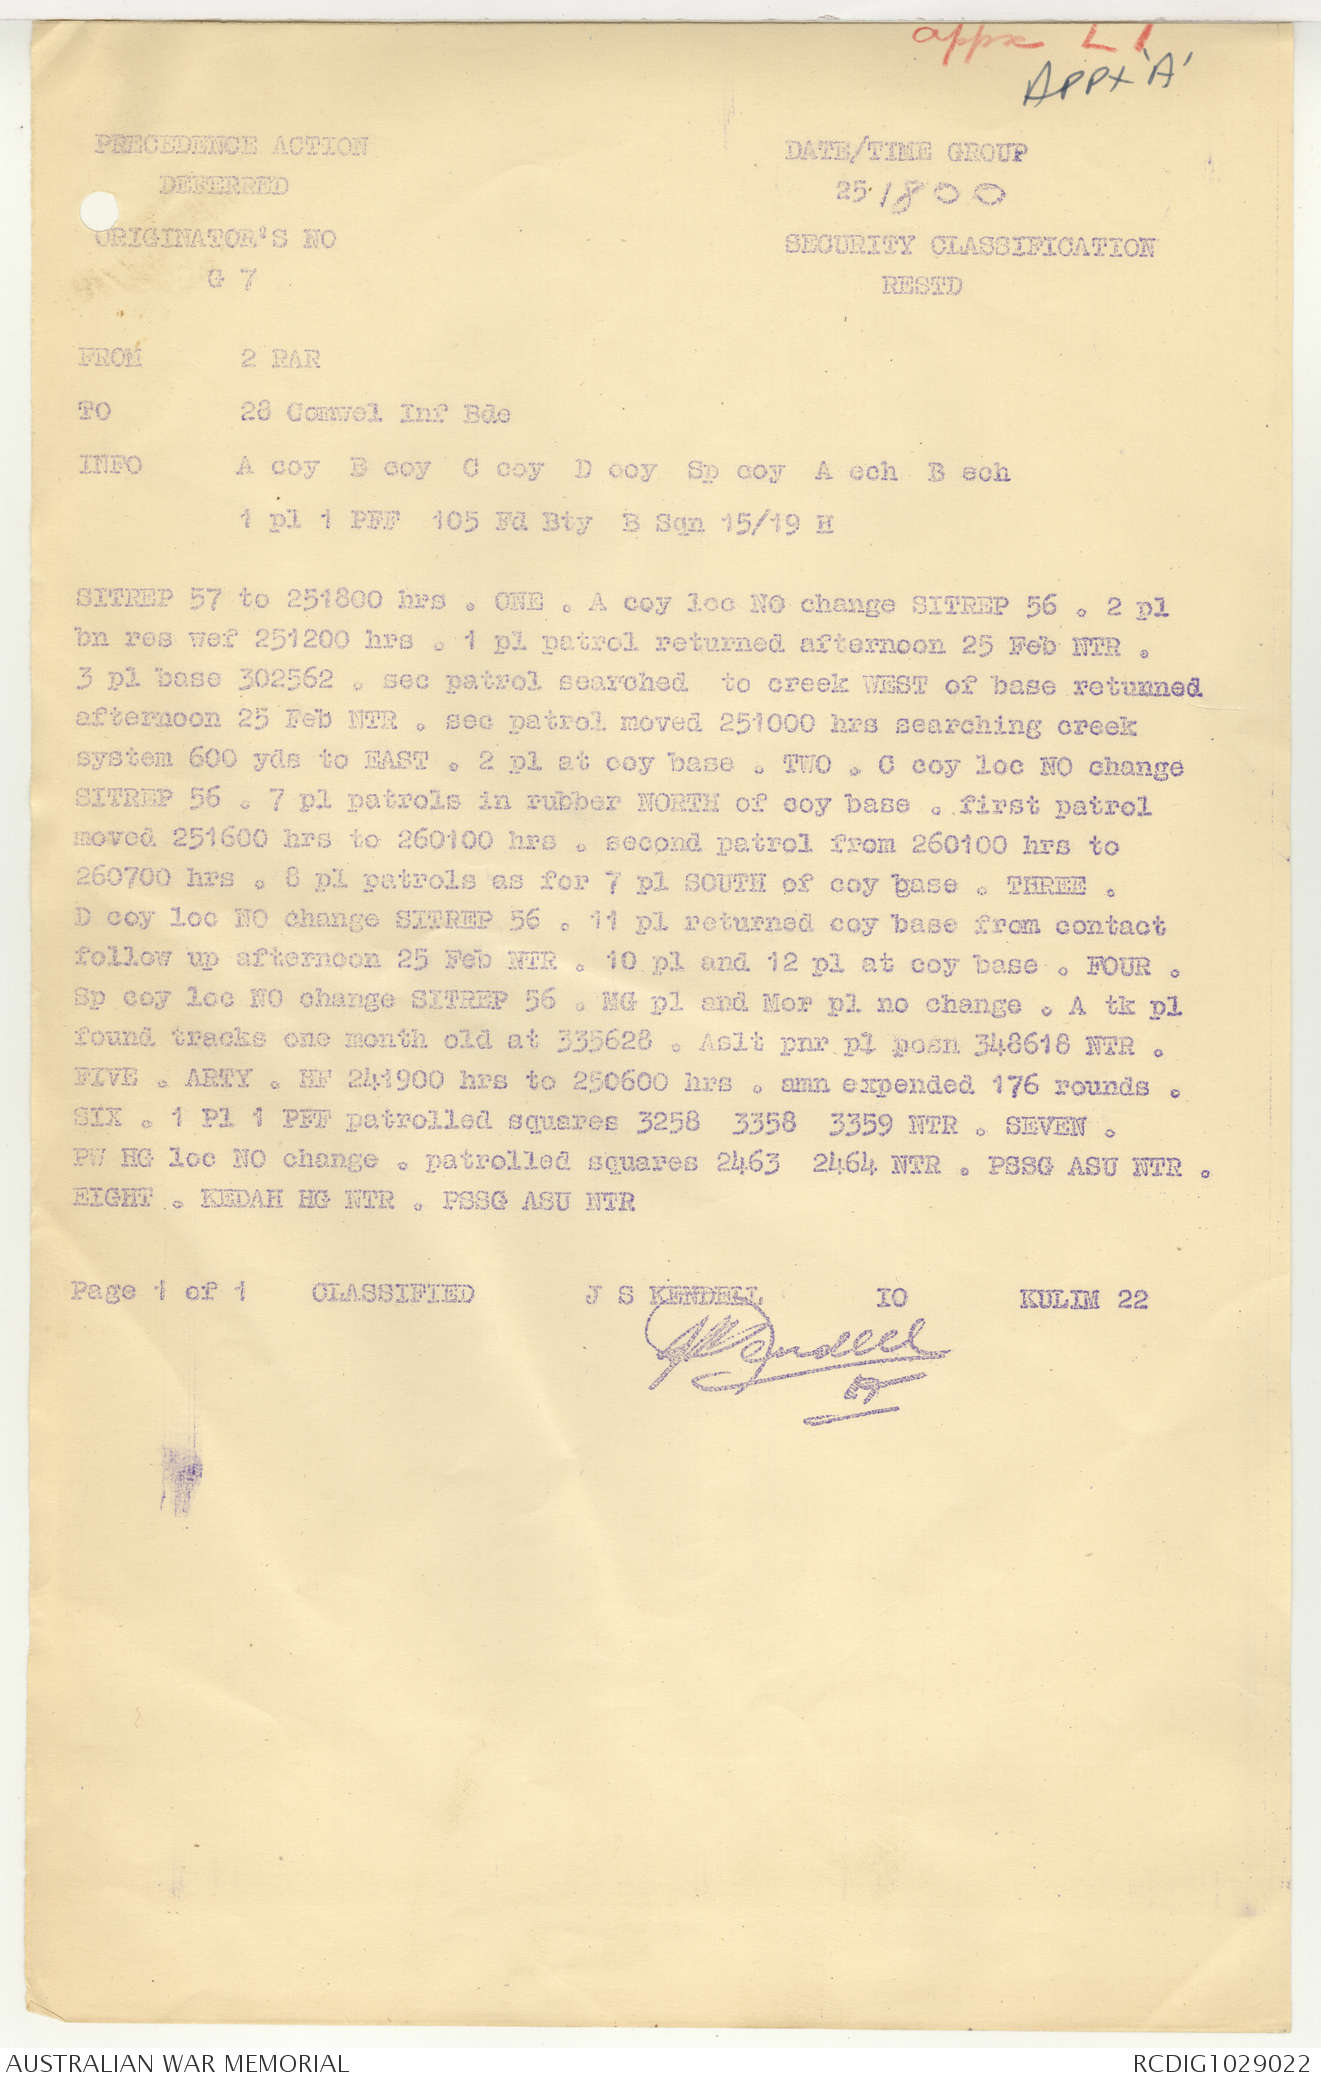 appx L 1
APPX 'A'
PRECEDENCE ACTION
DEFERRED
DATE/TIME GROUP
251800
ORIGINATOR'S NO
G 7
SECURITY CLASSIFICATION
RESTD
FROM 2 RAR
TO 28 Comwel Inf Bde
INFO A coy B coy C coy D coy Sp coy A ech B ech
1 pl 1 PFF 105 Fd Bty B Sqn 15/19 H
SITREP 57 to 251800 hrs . ONE . A coy loc NO change SITREP 56 . 2 pl
bn res wef 251200 hrs . 1 pl patrol returned afternoon 25 Feb NTR .
3 pl base 302562 . sec patrol searched to creek WEST of base retunned
afternoon 25 Feb NTR . sec patrol moved 251000 hrs searching creek
system 600 yds to EAST . 2 pl at coy base . TWO . C coy loc NO change
SITREP 56 . 7 pl patrols in rubber NORTH of coy base . first patrol
moved 251600 hrs to 260100 hrs . second patrol from 260100 hrs to
260700 hrs . 8 pl patrols as for 7 pl SOUTH of coy base . THREE .
D coy loc NO change SITREP 56 . 11 pl returned coy base from contact
follow up afternoon 25 Feb NTR . 10 pl and 12 pl at coy base . FOUR .
Sp coy loc NO change SITREP 56 . MG pl and Mor pl no change . A tk pl
found tracks one month old at 335628 . Aslt pnr pl posn 348618 NTR .
FIVE . ARTY . HF 241900 hrs to 250600 hrs . amn expended 176 rounds .
SIX . 1 Pl 1 PFF patrolled squares 3258 3358 3359 NTR . SEVEN .
PW HG loc NO change . patrolled squares 2463 2464 NTR . PSSG ASU NTR .
EIGHT . KEDAH HG NTR . PSSG ASU NTR
Page 1 of 1 CLASSIFIED J S KENDELL IO KULIM 22
JSKendell
Lt
AUSTRALIAN WAR MEMORIAL RCDIG1029022